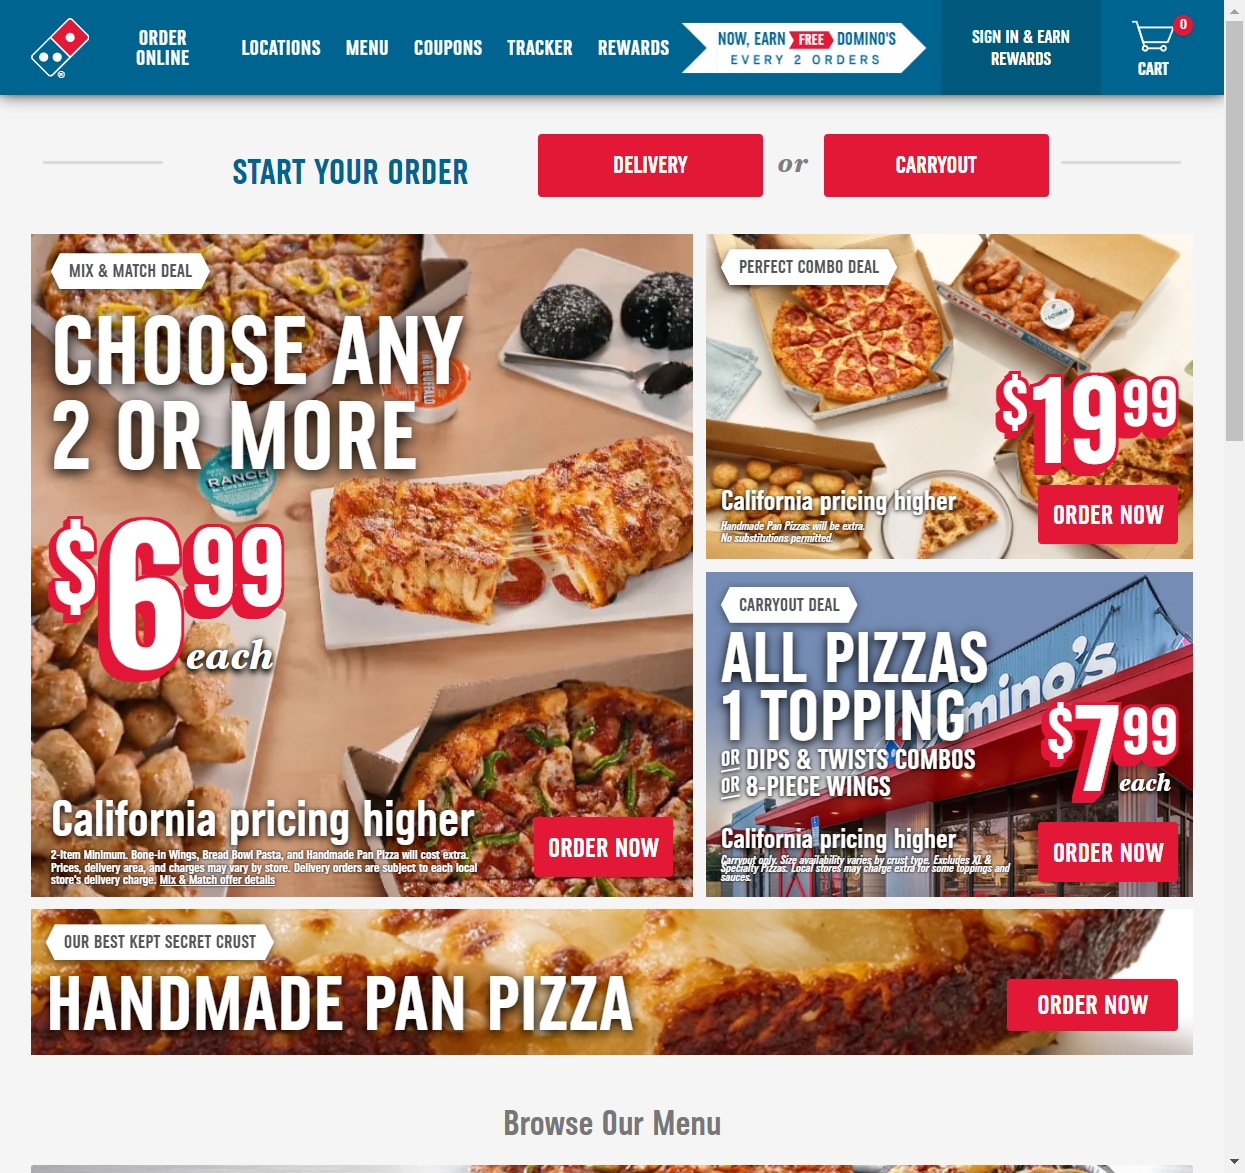 ORDER
ONLINE
LOCATIONS
MENU
COUPONS
TRACKER
REWARDS
NOW, EARN FREE DOMINO'S
EVERY 2 ORDERS
SIGN IN & EARN
REWARDS
0
CART
START YOUR ORDER
DELIVERY
or
CARRYOUT
MIX & MATCH DEAL
CHOOSE ANY
2 OR MORE
HOT BUFFALO
RANCH
$6.99
each
California pricing higher
2-Item Minimum. Bone-in Wings, Bread Bowl Pasta, and Handmade Pan Pizza will cost extra.
Prices, delivery area, and charges may vary by store. Delivery orders are subject to each local
store's delivery charge. Mix & Match offer details
ORDER NOW
PERFECT COMBO DEAL
ICING
$19.99
California pricing higher
Handmade Pan Pizzas will be extra.
No substitutions permitted.
ORDER NOW
CARRYOUT DEAL
ALL PIZZAS
1 TOPPING
OR DIPS & TWISTS COMBOS
OR 8-PIECE WINGS
mino's
$7.99
each
California pricing higher
Carryout only. Size availability varies by crust type. Excludes XL &
Specialty Pizzas. Local stores may charge extra for some toppings and
sauces.
ORDER NOW
OUR BEST KEPT SECRET CRUST
HANDMADE PAN PIZZA
ORDER NOW
Browse Our Menu